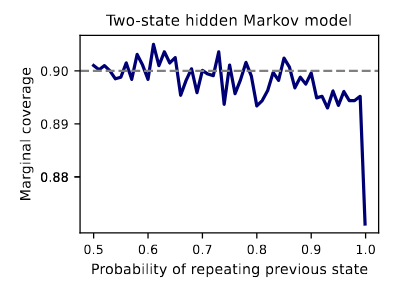 Two-state hidden Markov model
Marginal coverage
0.90
0.89
0.88
0.5 0.6 0.7 0.8 0.9 1.0
Probability of repeating previous state